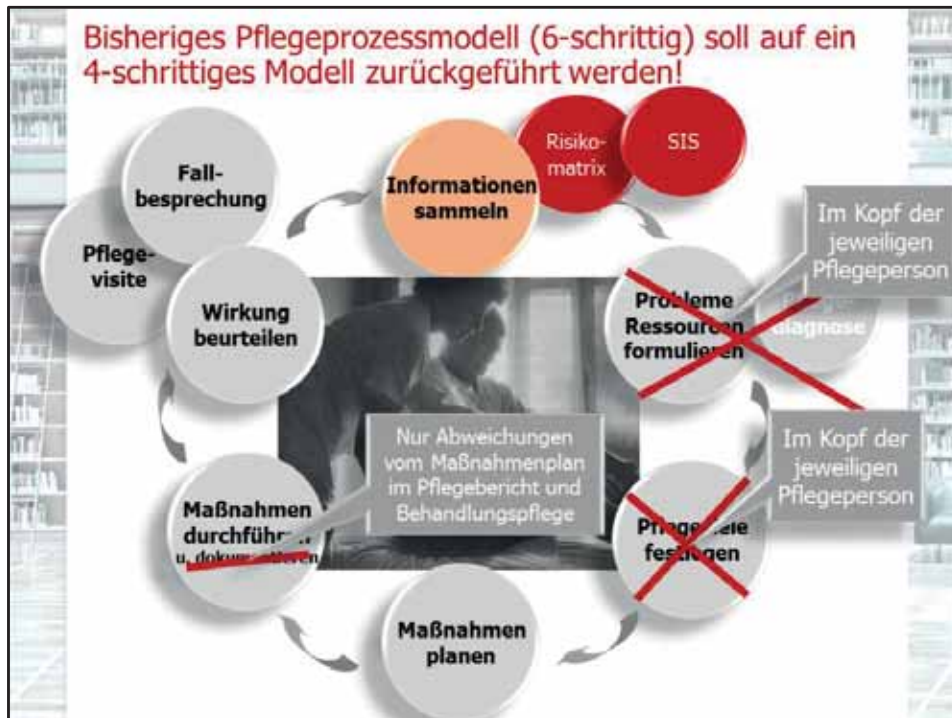 Bisheriges Pflegeprozessmodell (6-schrittig) soll auf ein
4-schrittiges Modell zurückgeführt werden!
Fall-
besprechung
Pflege-
visite
Wirkung
beurteilen
Informationen
sammeln
Risiko-
matrix
SIS
Im Kopf der
jeweiligen
Pflegeperson
Probleme
Ressourcen
formulieren
diagnose
Nur Abweichungen
vom Maßnahmenplan
im Pflegebericht und
Behandlungspflege
Im Kopf der
jeweiligen
Pflegeperson
Maßnahmen
durchführen
u. dokumentieren
Pflegeziele
festlegen
Maßnahmen
planen